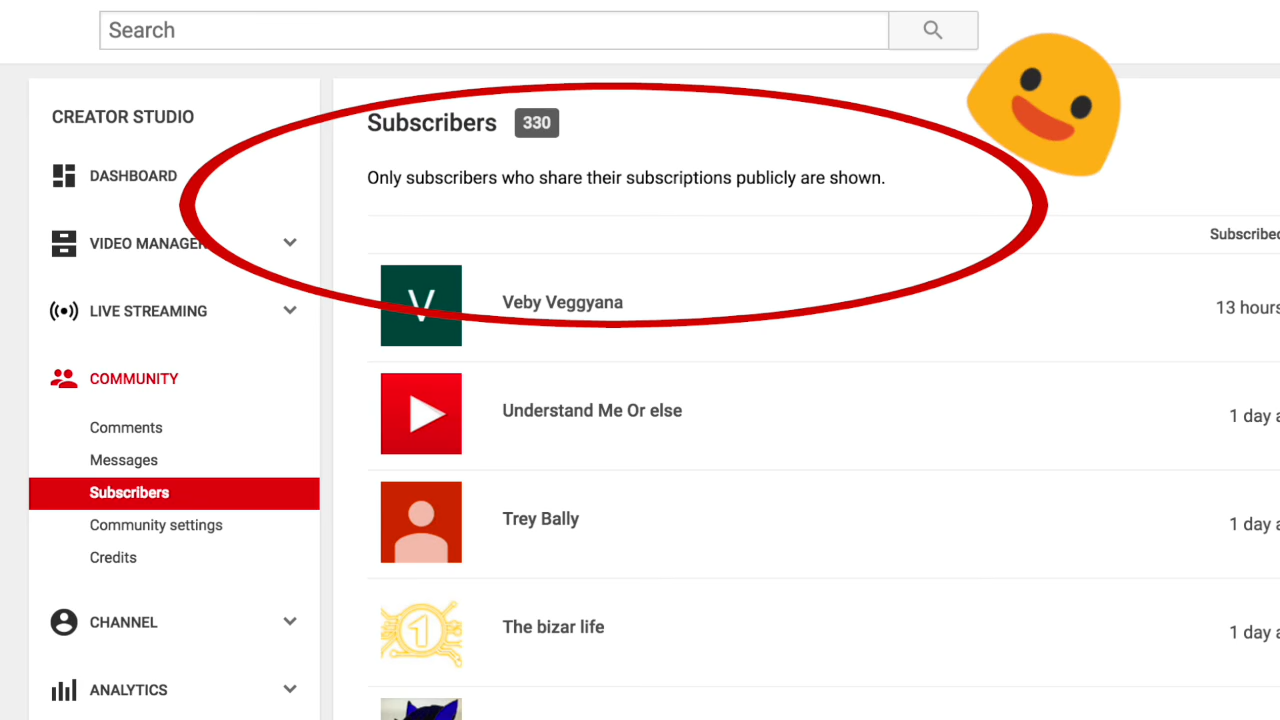 Search
CREATOR STUDIO
DASHBOARD
VIDEO MANAGER
LIVE STREAMING
COMMUNITY
Comments
Messages
Subscribers
Community settings
Credits
CHANNEL
ANALYTICS
Subscribers 330
Only subscribers who share their subscriptions publicly are shown.
Subscribed
V
Veby Veggyana
13 hours
Understand Me Or else
1 day a
Trey Bally
1 day a
1
The bizar life
1 day a